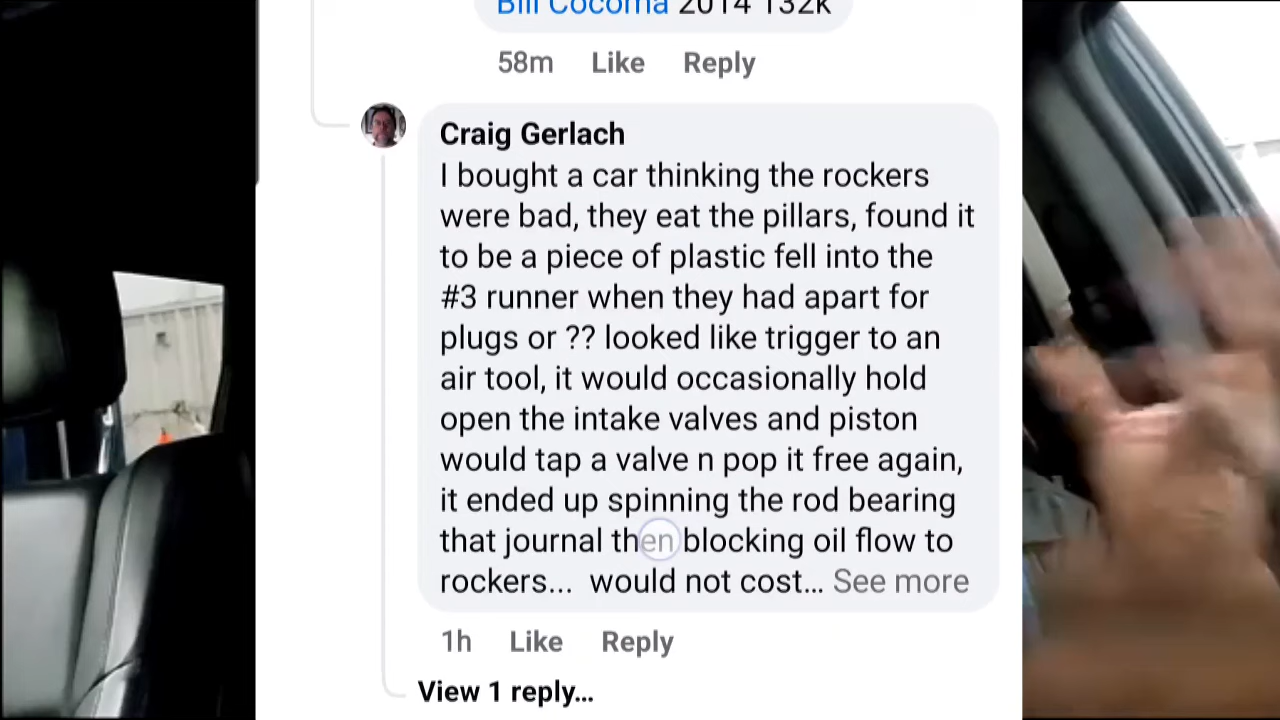 Bill Cocoma 2014 132k
58m Like Reply
Craig Gerlach
I bought a car thinking the rockers
were bad, they eat the pillars, found it
to be a piece of plastic fell into the
#3 runner when they had apart for
plugs or ?? looked like trigger to an
air tool, it would occasionally hold
open the intake valves and piston
would tap a valve n pop it free again,
it ended up spinning the rod bearing
that journal then blocking oil flow to
rockers... would not cost... See more
1h Like Reply
View 1 reply...